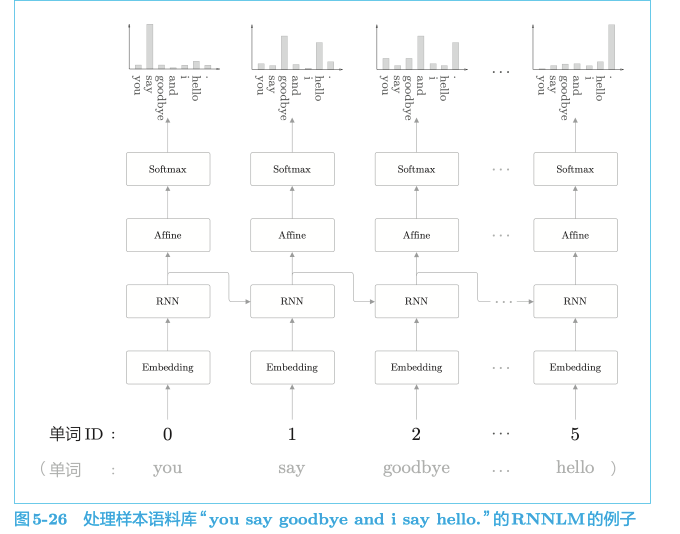 you say goodbye and i hello .
you say goodbye and i hello .
you say goodbye and i hello .
...
you say goodbye and i hello .
Softmax Softmax Softmax ... Softmax
Affine Affine Affine ... Affine
RNN RNN RNN ... RNN
Embedding Embedding Embedding ... Embedding
单词 ID : 0 1 2 ... 5
（单词 : you say goodbye ... hello ）
图5-26 处理样本语料库“you say goodbye and i say hello.”的RNNLM的例子